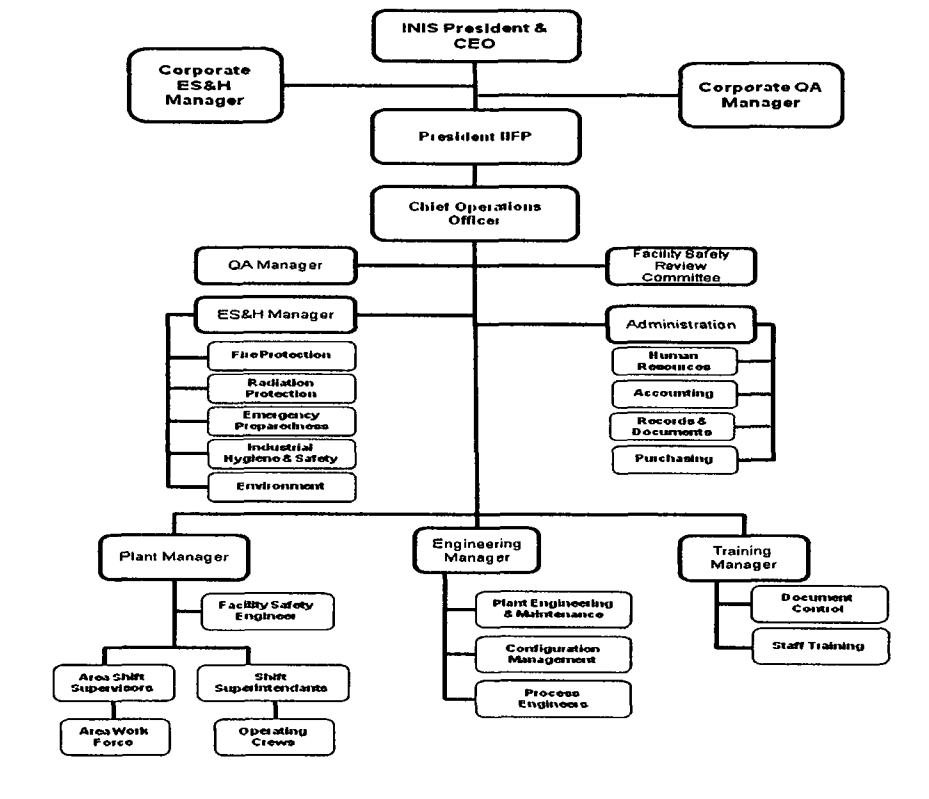 INIS President &
CEO
Corporate
ES&H
Manager
Corporate QA
Manager
President IIFP
Chief Operations
Officer
QA Manager
Facility Safety
Review
Committee
ES&H Manager
Administration
Fire Protection
Human
Resources
Radiation
Protection
Accounting
Emergency
Preparedness
Records &
Documents
Industrial
Hygiene & Safety
Purchasing
Environment
Plant Manager
Engineering
Manager
Training
Manager
Facility Safety
Engineer
Plant Engineering
& Maintenance
Document
Control
Configuration
Management
Staff Training
Area Shift
Supervisors
Shift
Superintendants
Process
Engineers
Area Work
Force
Operating
Crews